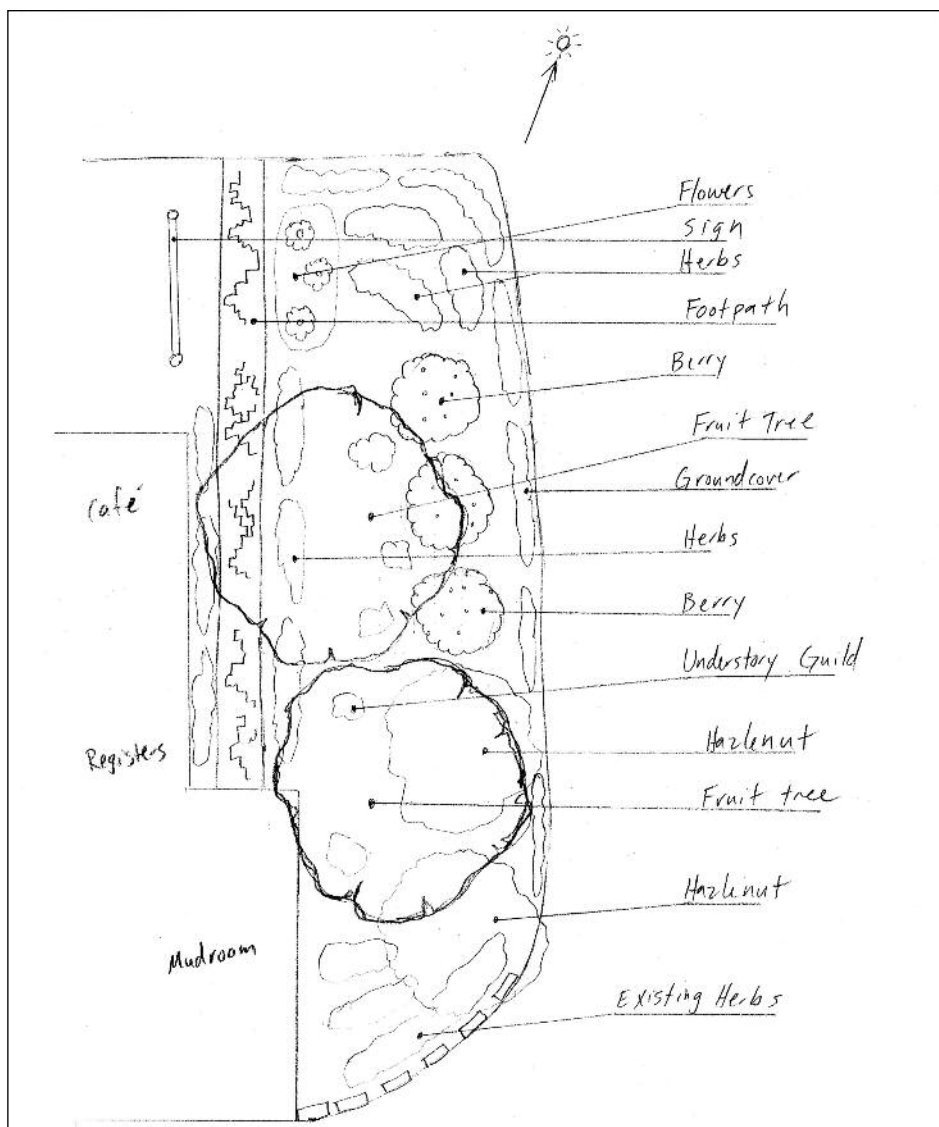 Flowers
Sign
Herbs
Footpath
Berry
Fruit Tree
Groundcover
Café
Herbs
Berry
Understory Guild
Registers
Hazlenut
Fruit tree
Hazlenut
Mudroom
Existing Herbs